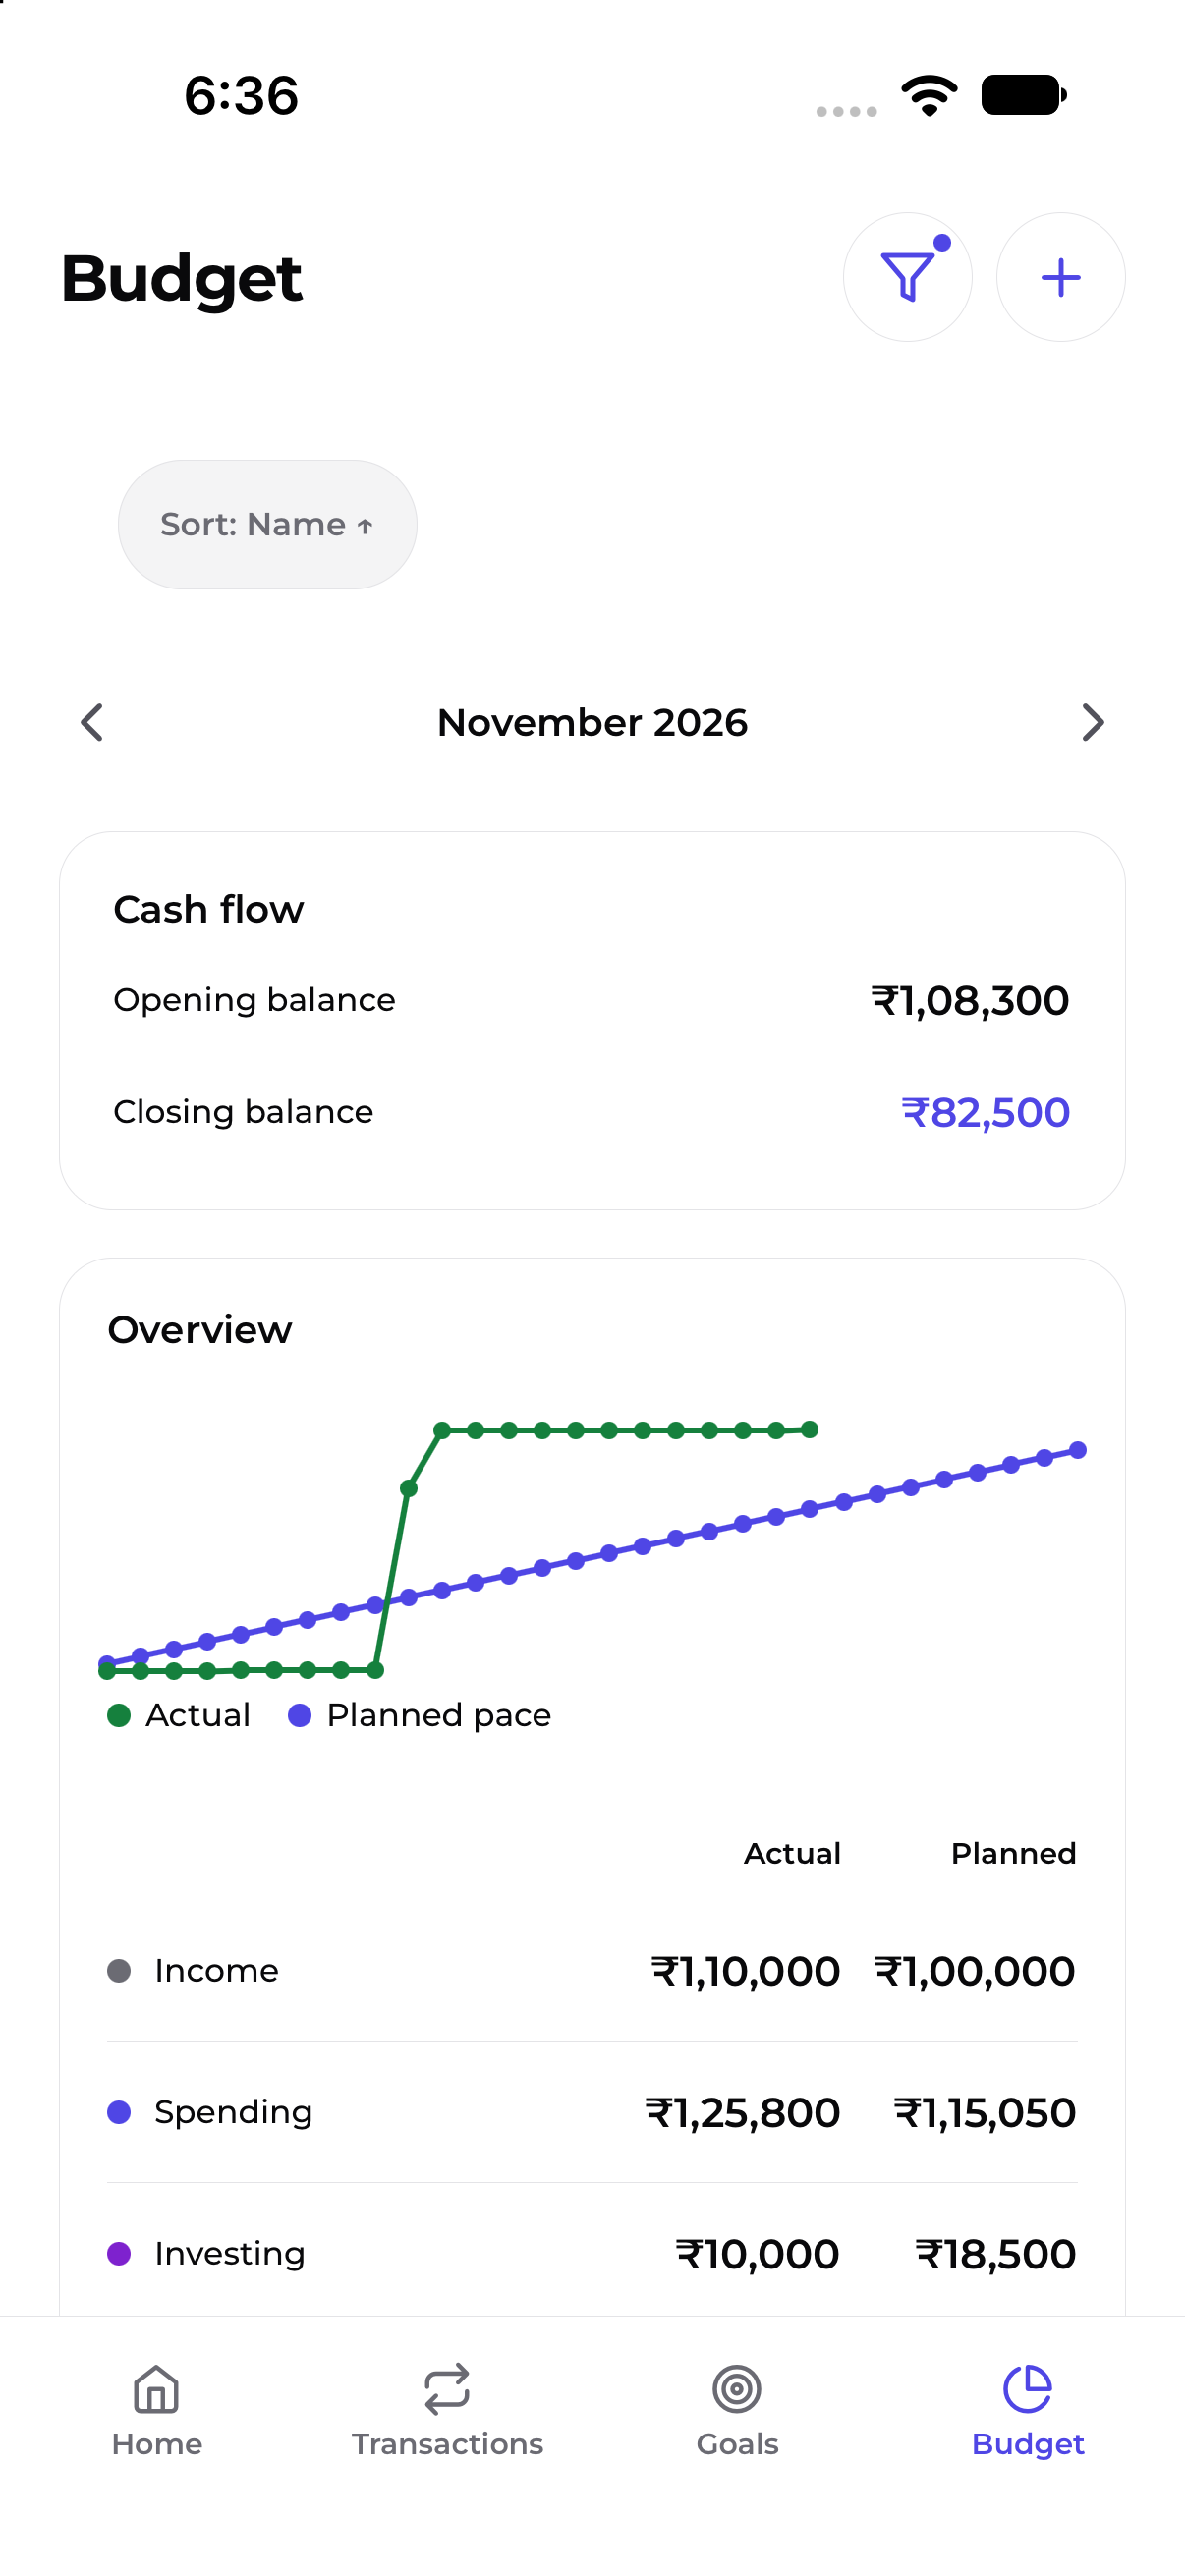 6:36
Budget
Sort: Name ↑
November 2026
Cash flow
Opening balance ₹1,08,300
Closing balance ₹82,500
Overview
Actual Planned pace
Actual Planned
Income ₹1,10,000 ₹1,00,000
Spending ₹1,25,800 ₹1,15,050
Investing ₹10,000 ₹18,500
Home Transactions Goals Budget